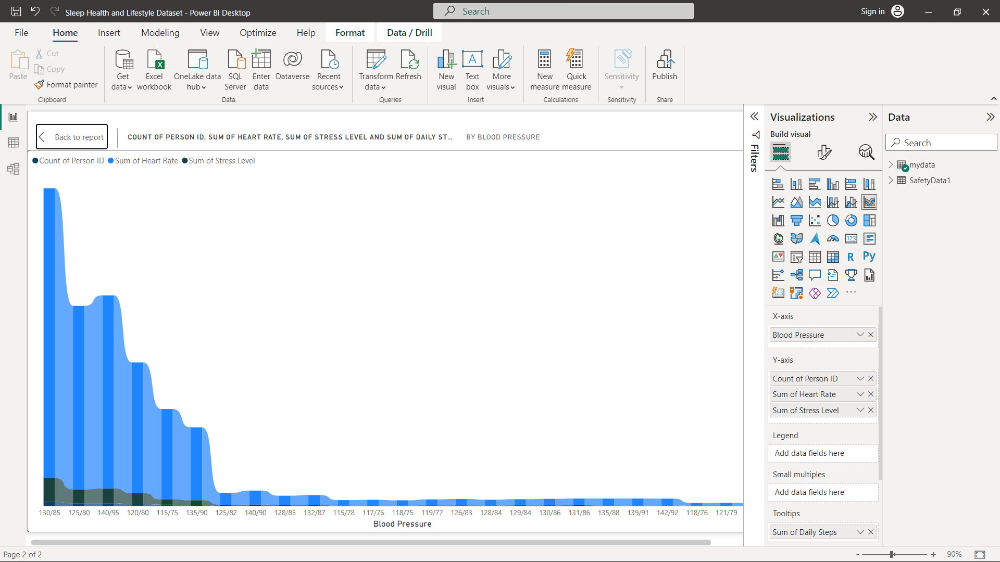 Sleep Health and Lifestyle Dataset - Power BI Desktop
Search
Sign in
File Home Insert Modeling View Optimize Help Format Data / Drill
Paste
Cut
Copy
Format painter
Clipboard
Get data
Excel workbook
OneLake data hub
SQL Server
Enter data
Dataverse
Recent sources
Data
Transform data
Refresh
Queries
New visual
Text box
More visuals
Insert
New measure
Quick measure
Calculations
Sensitivity
Sensitivity
Publish
Share
Back to report
COUNT OF PERSON ID, SUM OF HEART RATE, SUM OF STRESS LEVEL AND SUM OF DAILY ST... BY BLOOD PRESSURE
Count of Person ID Sum of Heart Rate Sum of Stress Level
130/85 125/80 140/95 120/80 115/75 135/90 125/82 140/90 128/85 132/87 115/78 117/76 118/75 119/77 126/83 128/84 129/84 130/86 131/86 135/88 139/91 142/92 118/76 121/79
Blood Pressure
Filters
Visualizations
Build visual
123
R
Py
123
...
X-axis
Blood Pressure
Y-axis
Count of Person ID
Sum of Heart Rate
Sum of Stress Level
Legend
Add data fields here
Small multiples
Add data fields here
Tooltips
Sum of Daily Steps
Data
Search
mydata
SafetyData1
Page 2 of 2
- + 90%